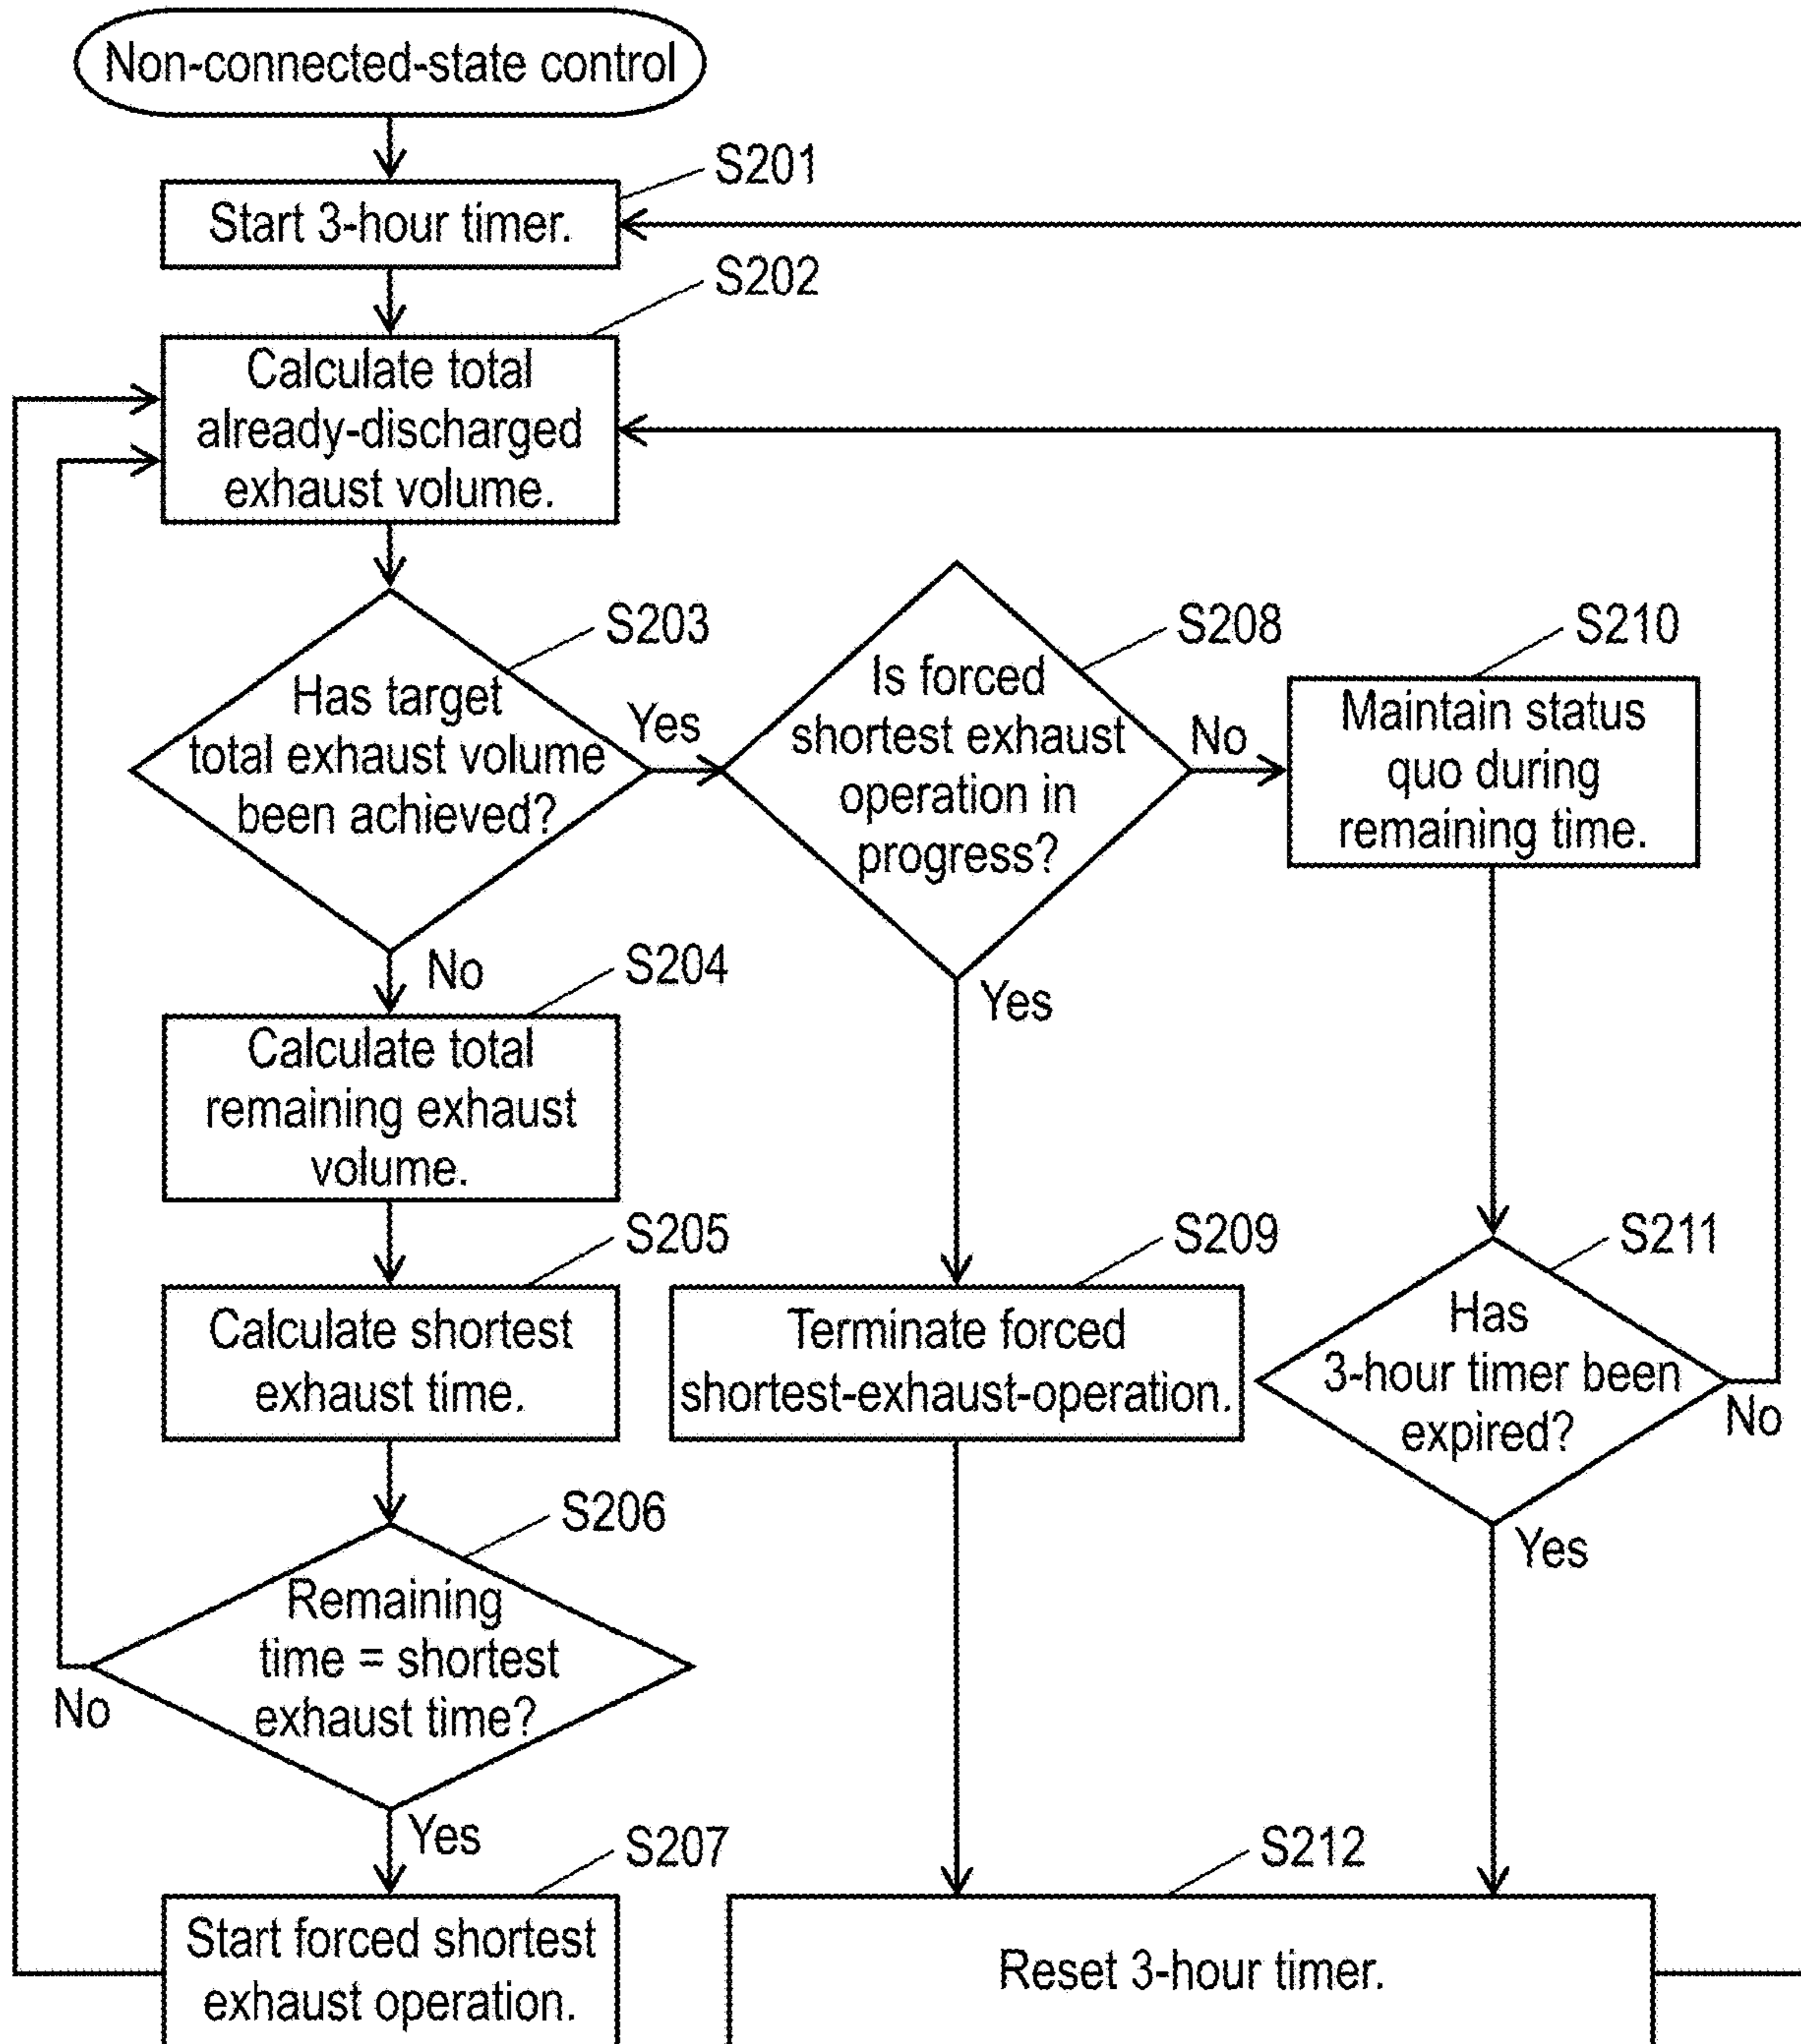 Non-connected-state control
S201
Start 3-hour timer.
S202
Calculate total
already-discharged
exhaust volume.
S203
Has target
total exhaust volume
been achieved?
Yes
No
S208
Is forced
shortest exhaust
operation in
progress?
No
Yes
S210
Maintain status
quo during
remaining time.
S204
Calculate total
remaining exhaust
volume.
S205
Calculate shortest
exhaust time.
S209
Terminate forced
shortest-exhaust-operation.
S211
Has
3-hour timer been
expired?
No
Yes
S206
Remaining
time = shortest
exhaust time?
No
Yes
S207
Start forced shortest
exhaust operation.
S212
Reset 3-hour timer.